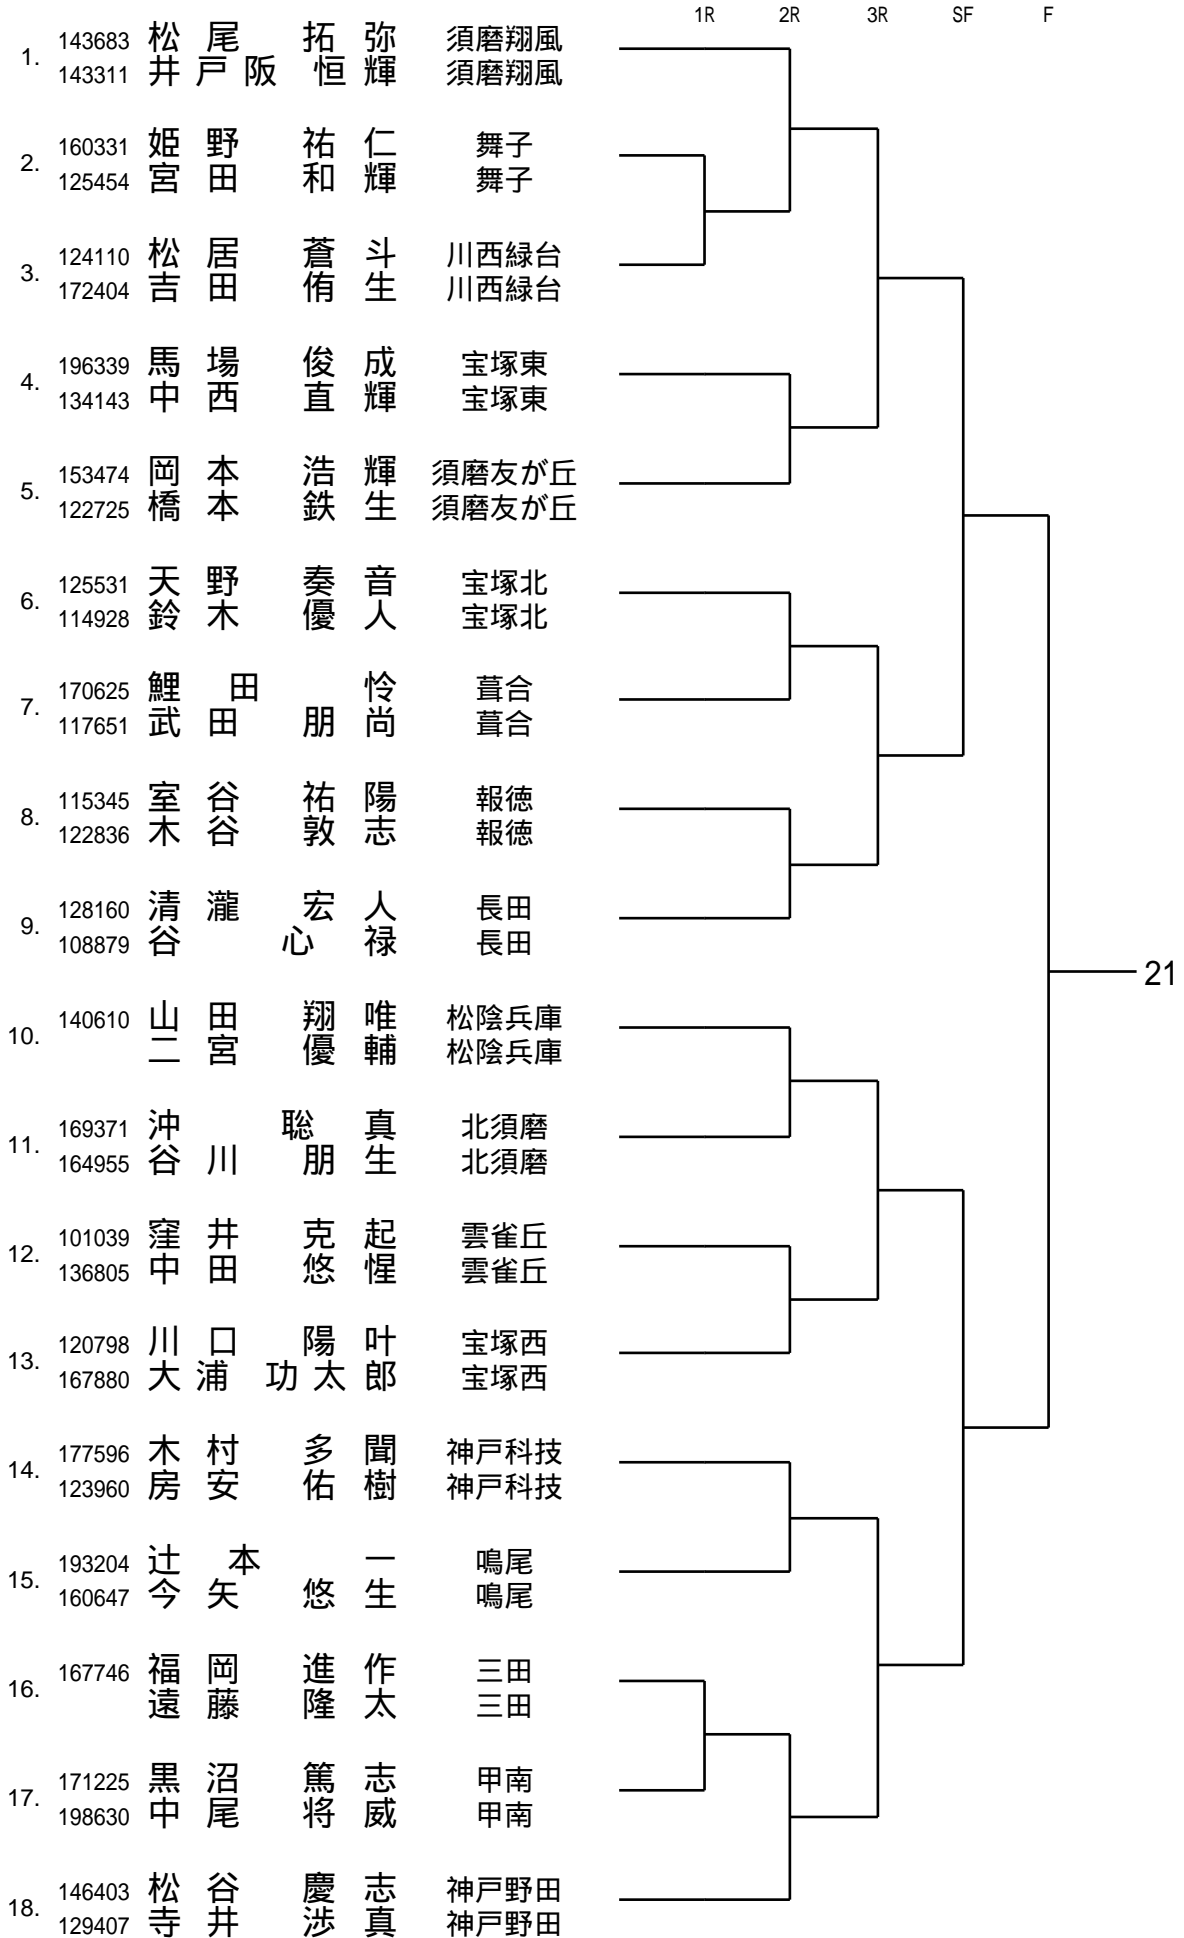 1R 2R 3R SF F
1. 143683 松尾 拓弥 須磨翔風
143311 井戸阪 恒輝 須磨翔風
2. 160331 姫野 祐仁 舞子
125454 宮田 和輝 舞子
3. 124110 松居 蒼斗 川西緑台
172404 吉田 侑生 川西緑台
4. 196339 馬場 俊成 宝塚東
134143 中西 直輝 宝塚東
5. 153474 岡本 浩輝 須磨友が丘
122725 橋本 鉄生 須磨友が丘
6. 125531 天野 奏音 宝塚北
114928 鈴木 優人 宝塚北
7. 170625 鯉田 怜 葺合
117651 武田 朋尚 葺合
8. 115345 室谷 祐陽 報徳
122836 木谷 敦志 報徳
9. 128160 清瀧 宏人 長田
108879 谷 心禄 長田
21
10. 140610 山田 翔唯 松陰兵庫
二宮 優輔 松陰兵庫
11. 169371 沖 聡真 北須磨
164955 谷川 朋生 北須磨
12. 101039 窪井 克起 雲雀丘
136805 中田 悠惺 雲雀丘
13. 120798 川口 陽叶 宝塚西
167880 大浦 功太郎 宝塚西
14. 177596 木村 多聞 神戸科技
123960 房安 佑樹 神戸科技
15. 193204 辻本 一 鳴尾
160647 今矢 悠生 鳴尾
16. 167746 福岡 進作 三田
遠藤 隆太 三田
17. 171225 黒沼 篤志 甲南
198630 中尾 将威 甲南
18. 146403 松谷 慶志 神戸野田
129407 寺井 渉真 神戸野田